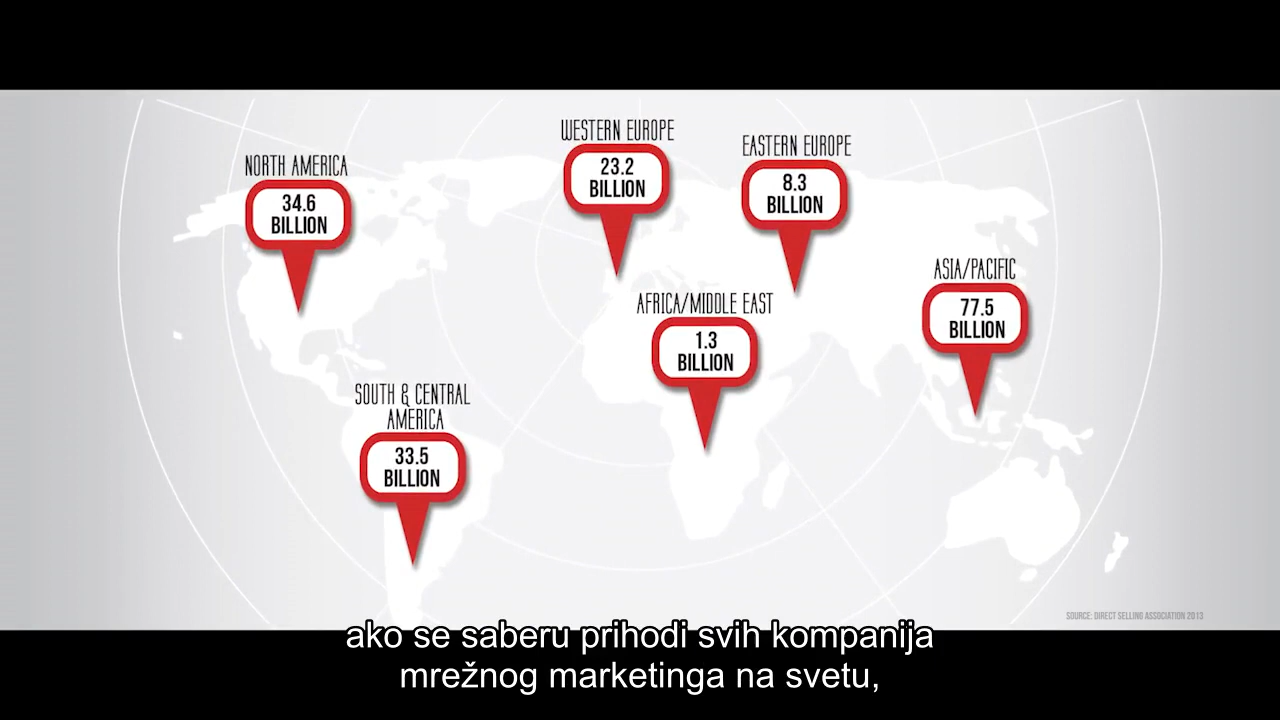 WESTERN EUROPE
23.2
BILLION
EASTERN EUROPE
8.3
BILLION
NORTH AMERICA
34.6
BILLION
ASIA/PACIFIC
77.5
BILLION
AFRICA/MIDDLE EAST
1.3
BILLION
SOUTH & CENTRAL
AMERICA
33.5
BILLION
SOURCE: DIRECT SELLING ASSOCIATION 2013
ako se saberu prihodi svih kompanija
mrežnog marketinga na svetu,